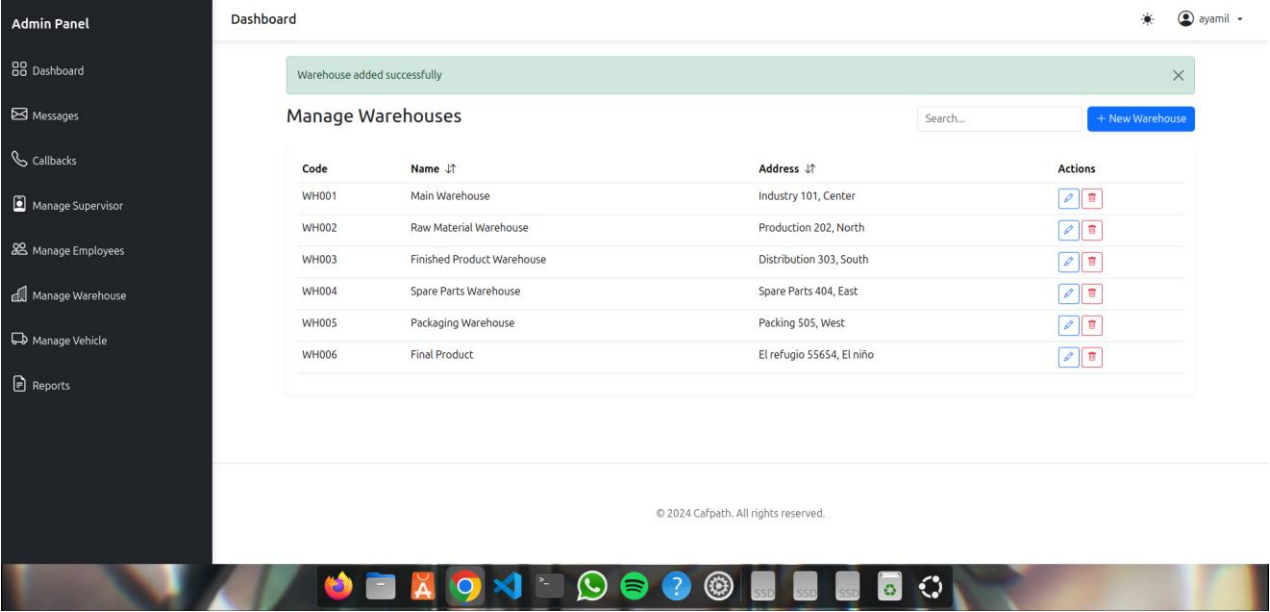 Admin Panel
Dashboard
ayamil
Dashboard
Messages
Callbacks
Manage Supervisor
Manage Employees
Manage Warehouse
Manage Vehicle
Reports
Warehouse added successfully
Manage Warehouses
Search...
+ New Warehouse
Code Name Address Actions
WH001 Main Warehouse Industry 101, Center
WH002 Raw Material Warehouse Production 202, North
WH003 Finished Product Warehouse Distribution 303, South
WH004 Spare Parts Warehouse Spare Parts 404, East
WH005 Packaging Warehouse Packing 505, West
WH006 Final Product El refugio 55654, El niño
© 2024 Cafpath. All rights reserved.
SSD SSD SSD